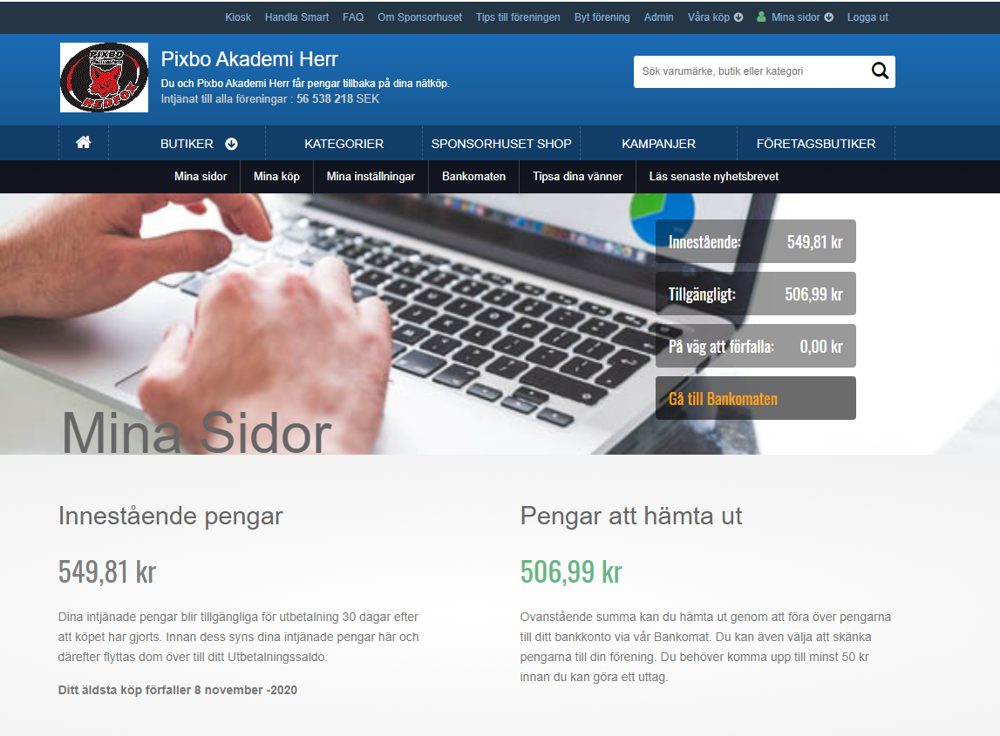 Kiosk Handla Smart FAQ Om Sponsorhuset Tips till föreningen Byt förening Admin Våra köp Mina sidor Logga ut
PIXBO
REDFOX
Pixbo Akademi Herr
Du och Pixbo Akademi Herr får pengar tillbaka på dina nätköp.
Intjänat till alla föreningar : 56 538 218 SEK
Sök varumärke, butik eller kategori
BUTIKER KATEGORIER SPONSORHUSET SHOP KAMPANJER FÖRETAGSBUTIKER
Mina sidor Mina köp Mina inställningar Bankomaten Tipsa dina vänner Läs senaste nyhetsbrevet
Innestående: 549,81 kr
Tillgängligt: 506,99 kr
På väg att förfalla: 0,00 kr
Gå till Bankomaten
Mina Sidor
Innestående pengar
549,81 kr
Dina intjänade pengar blir tillgängliga för utbetalning 30 dagar efter
att köpet har gjorts. Innan dess syns dina intjänade pengar här och
därefter flyttas dom över till ditt Utbetalningssaldo.
Ditt äldsta köp förfaller 8 november -2020
Pengar att hämta ut
506,99 kr
Ovanstående summa kan du hämta ut genom att föra över pengarna
till ditt bankkonto via vår Bankomat. Du kan även välja att skänka
pengarna till din förening. Du behöver komma upp till minst 50 kr
innan du kan göra ett uttag.